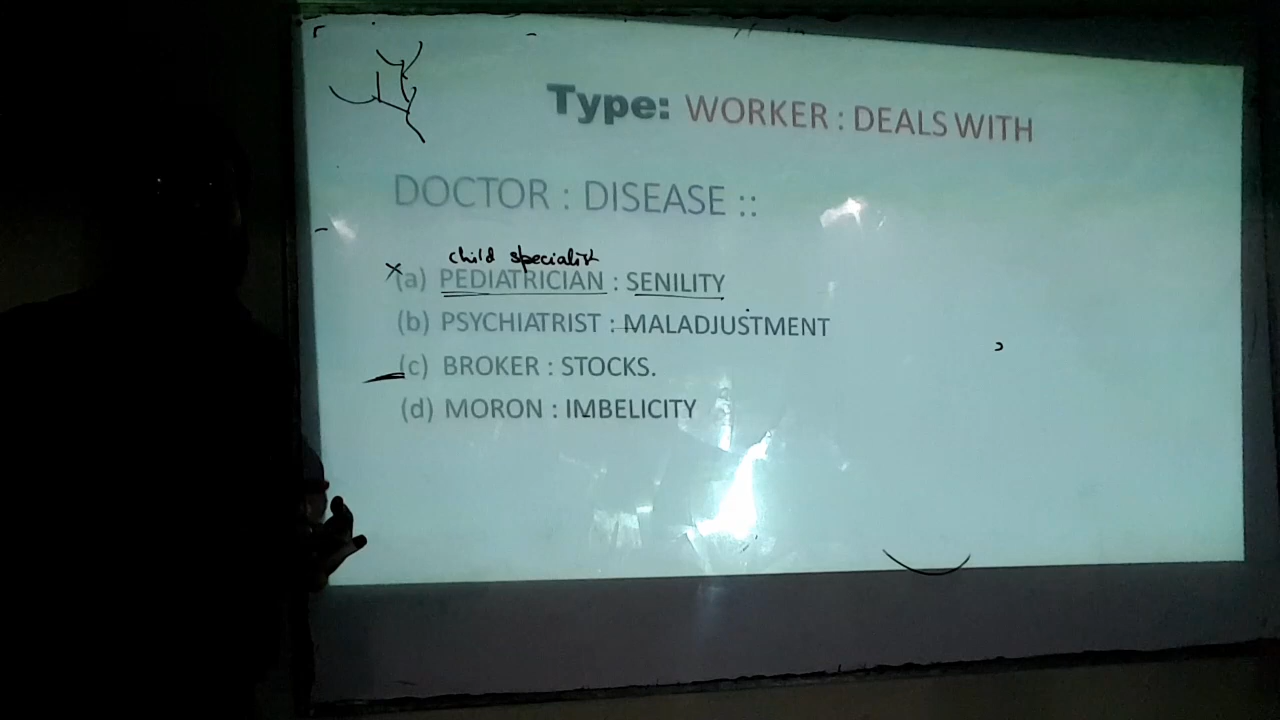 Type: WORKER : DEALS WITH
DOCTOR : DISEASE ::
child specialist
x(a) PEDIATRICIAN : SENILITY
(b) PSYCHIATRIST : MALADJUSTMENT
(c) BROKER : STOCKS.
(d) MORON : IMBELICITY